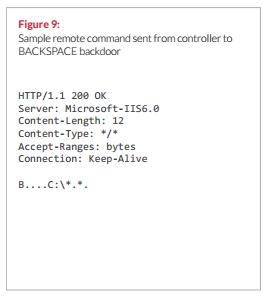 Figure 9:
Sample remote command sent from controller to
BACKSPACE backdoor
HTTP/1.1 200 OK
Server: Microsoft-IIS6.0
Content-Length: 12
Content-Type: */*
Accept-Ranges: bytes
Connection: Keep-Alive
B....C:\*.*.